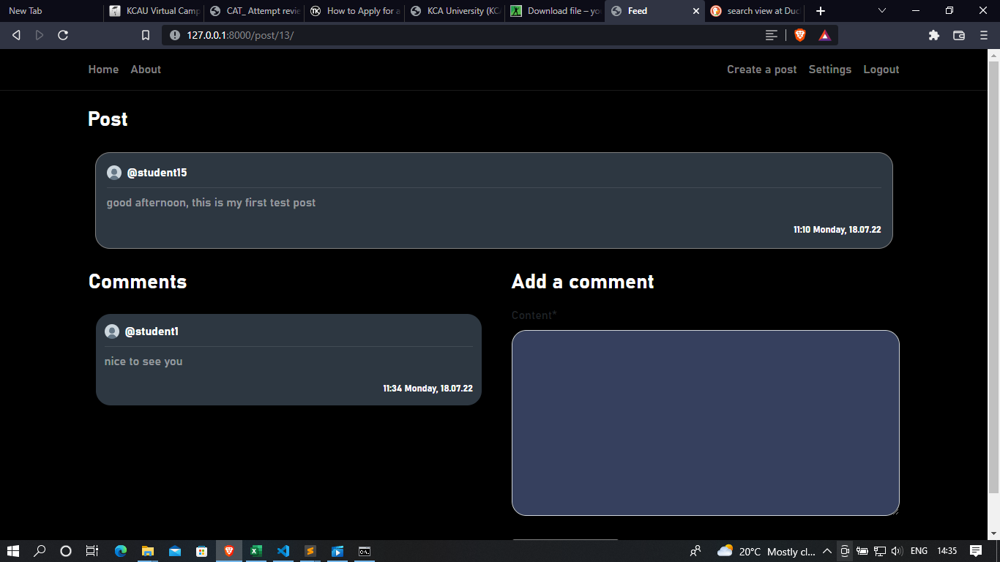 New Tab
KCAU Virtual Camp
CAT_ Attempt revie
How to Apply for a
KCA University (KCA
Download file – you
Feed
search view at Duc
127.0.0.1:8000/post/13/
Home
About
Create a post
Settings
Logout
Post
@student15
good afternoon, this is my first test post
11:10 Monday, 18.07.22
Comments
Add a comment
@student1
nice to see you
11:34 Monday, 18.07.22
Content*
20°C Mostly cl...
ENG
14:35